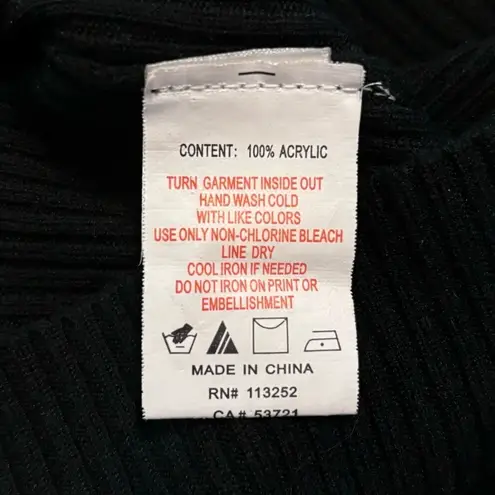 CONTENT: 100% ACRYLIC
TURN GARMENT INSIDE OUT
HAND WASH COLD
WITH LIKE COLORS
USE ONLY NON-CHLORINE BLEACH
LINE DRY
COOL IRON IF NEEDED
DO NOT IRON ON PRINT OR
EMBELLISHMENT
MADE IN CHINA
RN# 113252
CA# 53721